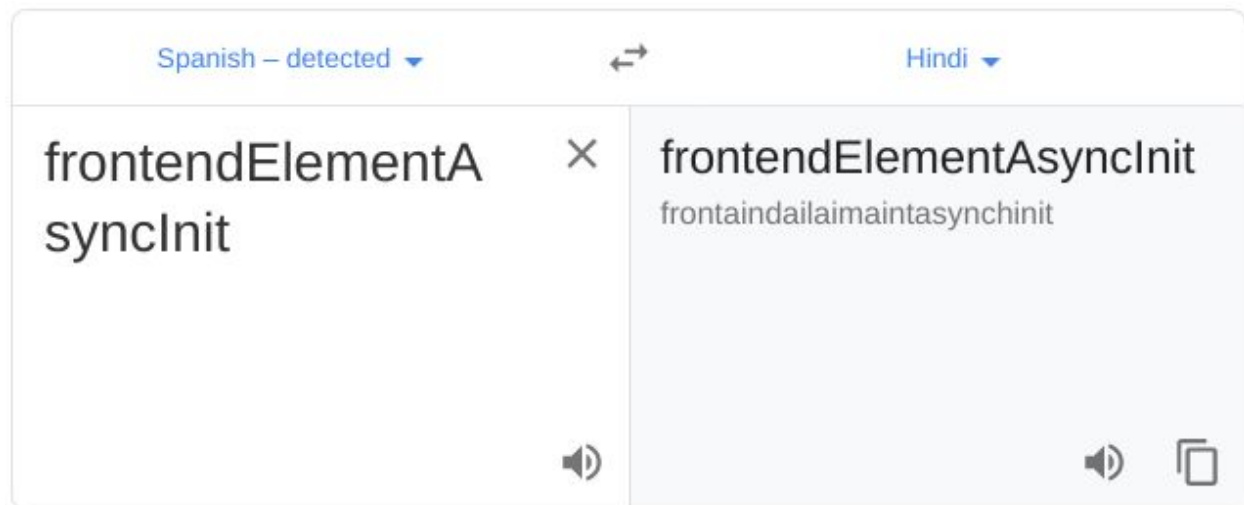 Spanish – detected
Hindi
frontendElementA
syncInit
frontendElementAsyncInit
frontaindailaimaintasynchinit